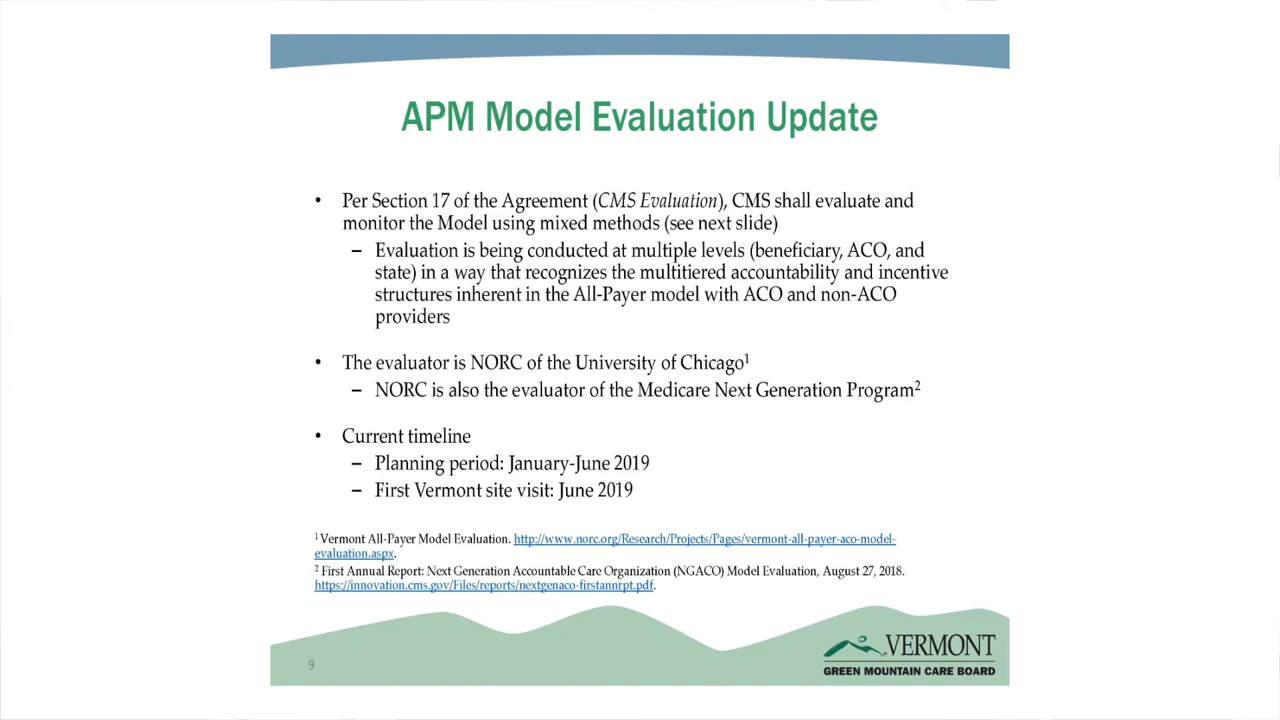 APM Model Evaluation Update
• Per Section 17 of the Agreement (CMS Evaluation), CMS shall evaluate and
monitor the Model using mixed methods (see next slide)
– Evaluation is being conducted at multiple levels (beneficiary, ACO, and
state) in a way that recognizes the multitiered accountability and incentive
structures inherent in the All-Payer model with ACO and non-ACO
providers
• The evaluator is NORC of the University of Chicago1
– NORC is also the evaluator of the Medicare Next Generation Program2
• Current timeline
– Planning period: January-June 2019
– First Vermont site visit: June 2019
1 Vermont All-Payer Model Evaluation. http://www.norc.org/Research/Projects/Pages/vermont-all-payer-aco-model-
evaluation.aspx.
2 First Annual Report: Next Generation Accountable Care Organization (NGACO) Model Evaluation, August 27, 2018.
https://innovation.cms.gov/Files/reports/nextgenaco-firstannrpt.pdf.
9
VERMONT
GREEN MOUNTAIN CARE BOARD